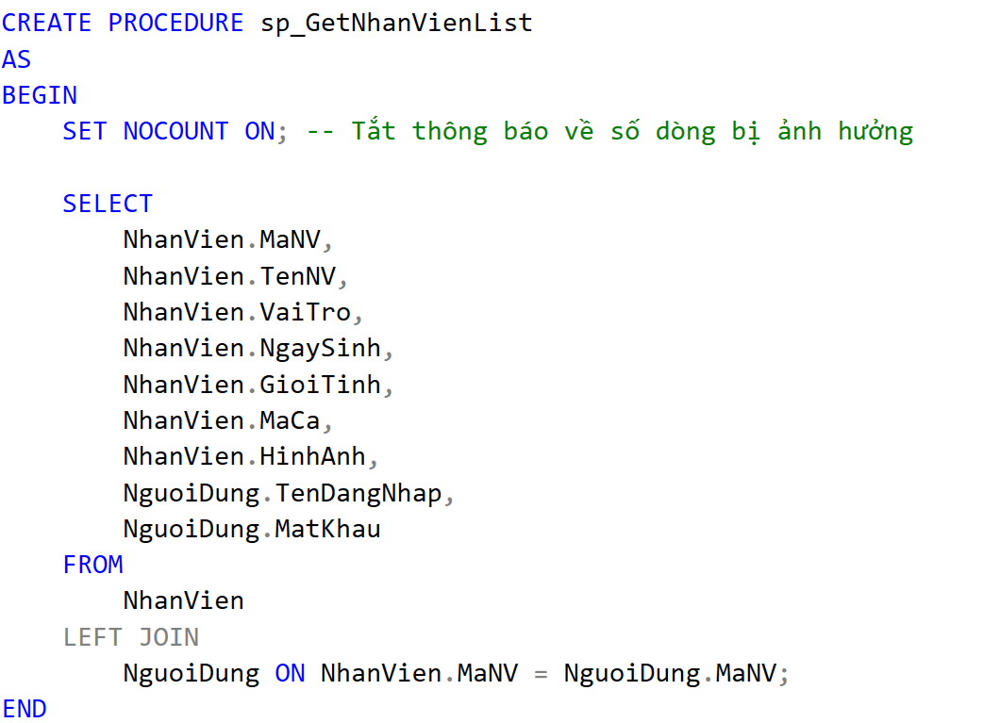 CREATE PROCEDURE sp_GetNhanVienList
AS
BEGIN
    SET NOCOUNT ON; -- Tắt thông báo về số dòng bị ảnh hưởng

    SELECT
        NhanVien.MaNV,
        NhanVien.TenNV,
        NhanVien.VaiTro,
        NhanVien.NgaySinh,
        NhanVien.GioiTinh,
        NhanVien.MaCa,
        NhanVien.HinhAnh,
        NguoiDung.TenDangNhap,
        NguoiDung.MatKhau
    FROM
        NhanVien
    LEFT JOIN
        NguoiDung ON NhanVien.MaNV = NguoiDung.MaNV;
END